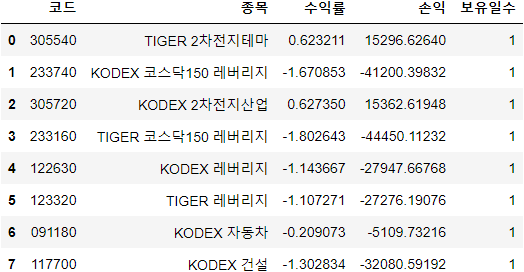 코드 종목 수익률 손익 보유일수
0 305540 TIGER 2차전지테마 0.623211 15296.62640 1
1 233740 KODEX 코스닥150 레버리지 -1.670853 -41200.39832 1
2 305720 KODEX 2차전지산업 0.627350 15362.61948 1
3 233160 TIGER 코스닥150 레버리지 -1.802643 -44450.11232 1
4 122630 KODEX 레버리지 -1.143667 -27947.66768 1
5 123320 TIGER 레버리지 -1.107271 -27276.19076 1
6 091180 KODEX 자동차 -0.209073 -5109.73216 1
7 117700 KODEX 건설 -1.302834 -32080.59192 1